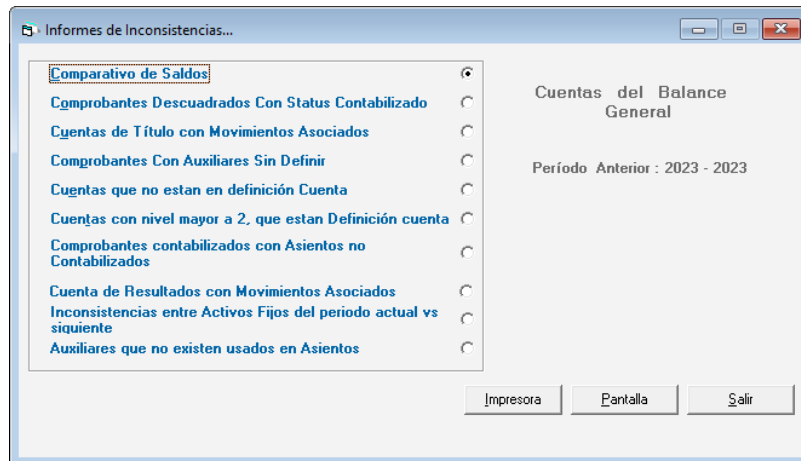 Informes de Inconsistencias...
Comparativo de Saldos
Comprobantes Descuadrados Con Status Contabilizado
Cuentas de Título con Movimientos Asociados
Comprobantes Con Auxiliares Sin Definir
Cuentas que no estan en definición Cuenta
Cuentas con nivel mayor a 2, que estan Definición cuenta
Comprobantes contabilizados con Asientos no
Contabilizados
Cuenta de Resultados con Movimientos Asociados
Inconsistencias entre Activos Fijos del periodo actual vs
siguiente
Auxiliares que no existen usados en Asientos
Cuentas del Balance
General
Período Anterior : 2023 - 2023
Impresora
Pantalla
Salir